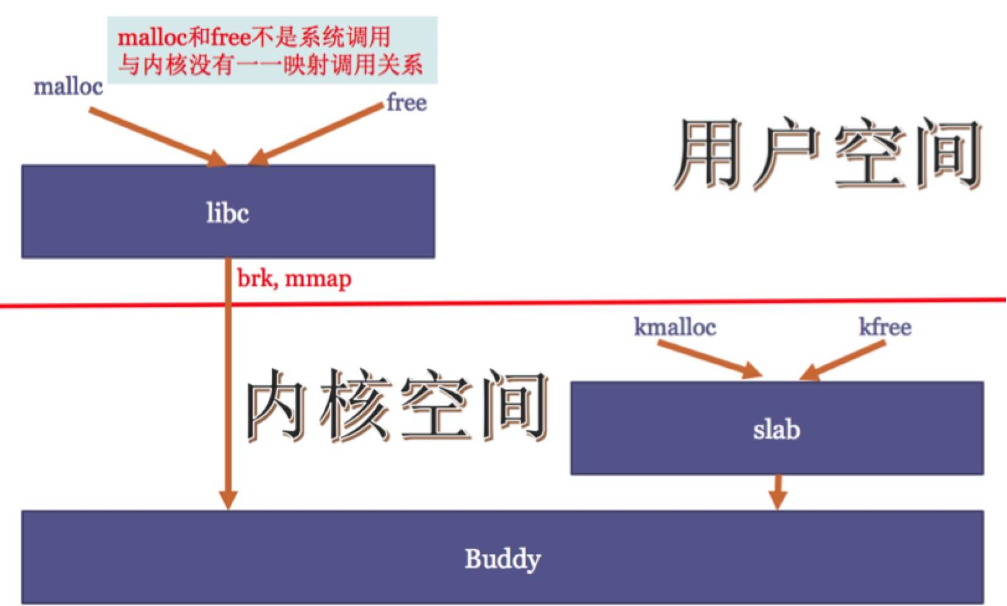 malloc和free不是系统调用
与内核没有一一映射调用关系
malloc
free
用户空间
libc
brk, mmap
kmalloc
kfree
内核空间
slab
Buddy